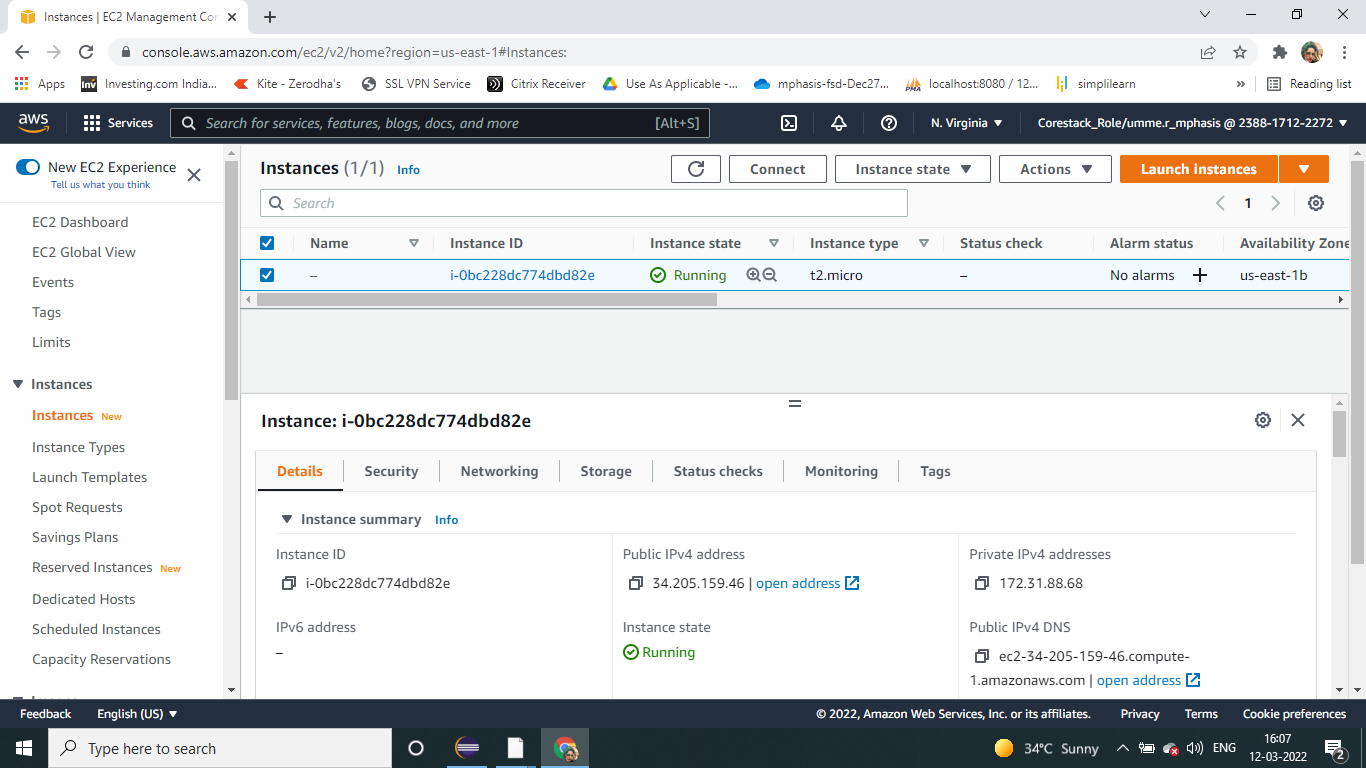 Instances | EC2 Management Con
console.aws.amazon.com/ec2/v2/home?region=us-east-1#Instances:
Apps Investing.com India... Kite - Zerodha's SSL VPN Service Citrix Receiver Use As Applicable -... mphasis-fsd-Dec27... localhost:8080 / 12... simplilearn » Reading list
aws Services Search for services, features, blogs, docs, and more [Alt+S] N. Virginia Corestack_Role/umme.r_mphasis @ 2388-1712-2272
New EC2 Experience
Tell us what you think
EC2 Dashboard
EC2 Global View
Events
Tags
Limits
Instances
Instances New
Instance Types
Launch Templates
Spot Requests
Savings Plans
Reserved Instances New
Dedicated Hosts
Scheduled Instances
Capacity Reservations
Instances (1/1) Info Connect Instance state Actions Launch instances
Search 1
Name Instance ID Instance state Instance type Status check Alarm status Availability Zone
– i-0bc228dc774dbd82e Running t2.micro – No alarms + us-east-1b
Instance: i-0bc228dc774dbd82e
Details Security Networking Storage Status checks Monitoring Tags
Instance summary Info
Instance ID Public IPv4 address Private IPv4 addresses
i-0bc228dc774dbd82e 34.205.159.46 | open address 172.31.88.68
IPv6 address Instance state Public IPv4 DNS
– Running ec2-34-205-159-46.compute-
1.amazonaws.com | open address
Feedback English (US) © 2022, Amazon Web Services, Inc. or its affiliates. Privacy Terms Cookie preferences
Type here to search 34°C Sunny ENG 16:07
12-03-2022 2